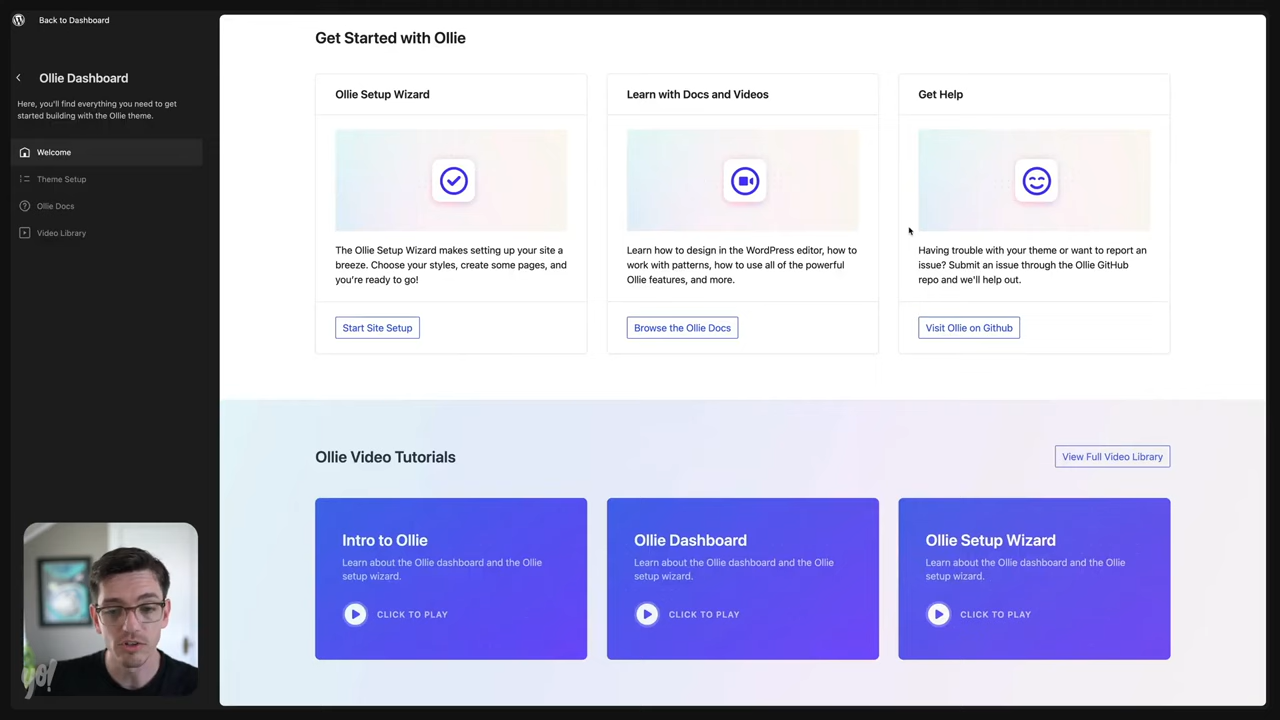 Back to Dashboard
Ollie Dashboard
Here, you'll find everything you need to get
started building with the Ollie theme.
Welcome
Theme Setup
Ollie Docs
Video Library
yo!
Get Started with Ollie
Ollie Setup Wizard
The Ollie Setup Wizard makes setting up your site a
breeze. Choose your styles, create some pages, and
you're ready to go!
Start Site Setup
Learn with Docs and Videos
Learn how to design in the WordPress editor, how to
work with patterns, how to use all of the powerful
Ollie features, and more.
Browse the Ollie Docs
Get Help
Having trouble with your theme or want to report an
issue? Submit an issue through the Ollie GitHub
repo and we'll help out.
Visit Ollie on Github
Ollie Video Tutorials
View Full Video Library
Intro to Ollie
Learn about the Ollie dashboard and the Ollie
setup wizard.
CLICK TO PLAY
Ollie Dashboard
Learn about the Ollie dashboard and the Ollie
setup wizard.
CLICK TO PLAY
Ollie Setup Wizard
Learn about the Ollie dashboard and the Ollie
setup wizard.
CLICK TO PLAY